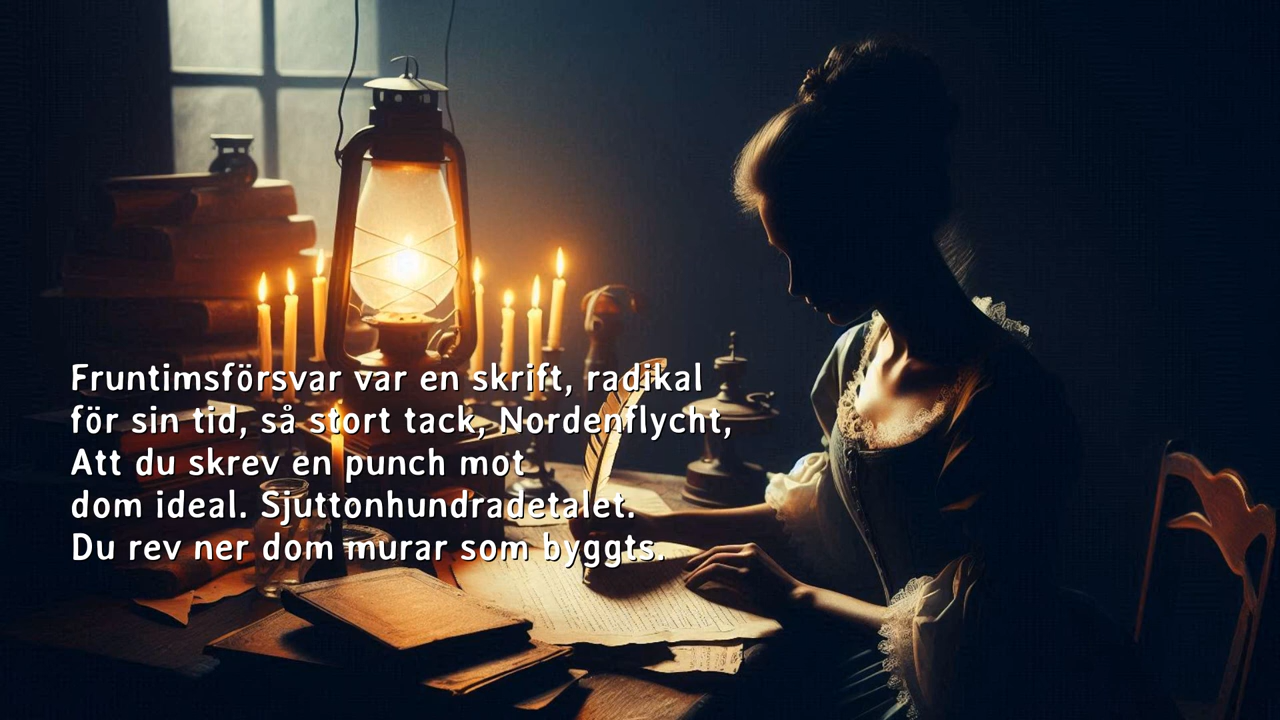 Fruntimsförsvar var en skrift, radikal
för sin tid, så stort tack, Nordenflycht,
Att du skrev en punch mot
dom ideal. Sjuttonhundradetalet.
Du rev ner dom murar som byggts.